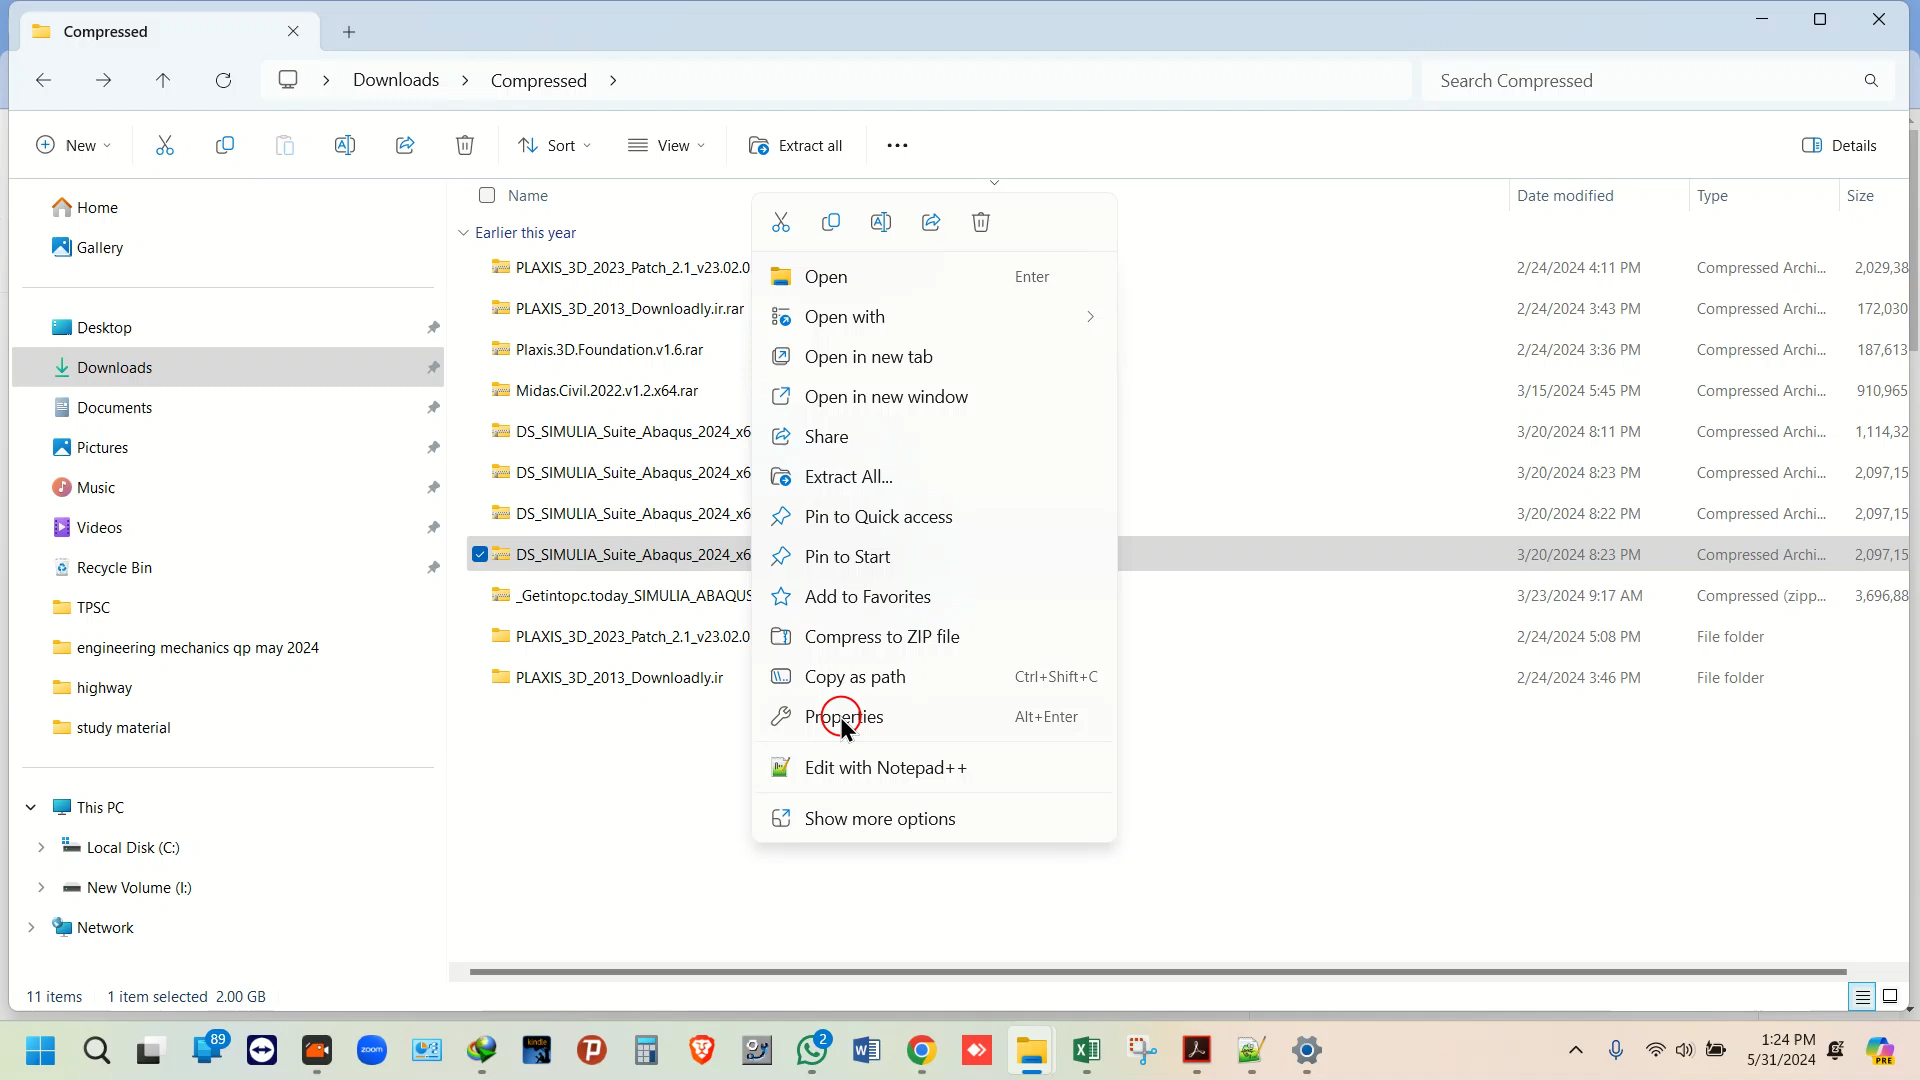 Compressed
Downloads > Compressed >
Search Compressed
New
Sort
View
Extract all
Details
Home
Gallery
Desktop
Downloads
Documents
Pictures
Music
Videos
Recycle Bin
TPSC
engineering mechanics qp may 2024
highway
study material
This PC
Local Disk (C:)
New Volume (I:)
Network
Name
Date modified
Type
Size
Earlier this year
PLAXIS_3D_2023_Patch_2.1_v23.02.0 2/24/2024 4:11 PM Compressed Archi... 2,029,38
PLAXIS_3D_2013_Downloadly.ir.rar 2/24/2024 3:43 PM Compressed Archi... 172,030
Plaxis.3D.Foundation.v1.6.rar 2/24/2024 3:36 PM Compressed Archi... 187,613
Midas.Civil.2022.v1.2.x64.rar 3/15/2024 5:45 PM Compressed Archi... 910,965
DS_SIMULIA_Suite_Abaqus_2024_x6 3/20/2024 8:11 PM Compressed Archi... 1,114,32
DS_SIMULIA_Suite_Abaqus_2024_x6 3/20/2024 8:23 PM Compressed Archi... 2,097,15
DS_SIMULIA_Suite_Abaqus_2024_x6 3/20/2024 8:22 PM Compressed Archi... 2,097,15
DS_SIMULIA_Suite_Abaqus_2024_x6 3/20/2024 8:23 PM Compressed Archi... 2,097,15
_Getintopc.today_SIMULIA_ABAQUS 3/23/2024 9:17 AM Compressed (zipp... 3,696,88
PLAXIS_3D_2023_Patch_2.1_v23.02.0 2/24/2024 5:08 PM File folder
PLAXIS_3D_2013_Downloadly.ir 2/24/2024 3:46 PM File folder
Open Enter
Open with
Open in new tab
Open in new window
Share
Extract All...
Pin to Quick access
Pin to Start
Add to Favorites
Compress to ZIP file
Copy as path Ctrl+Shift+C
Properties Alt+Enter
Edit with Notepad++
Show more options
11 items 1 item selected 2.00 GB
89
zoom
kindle
2
1:24 PM
5/31/2024
PRE